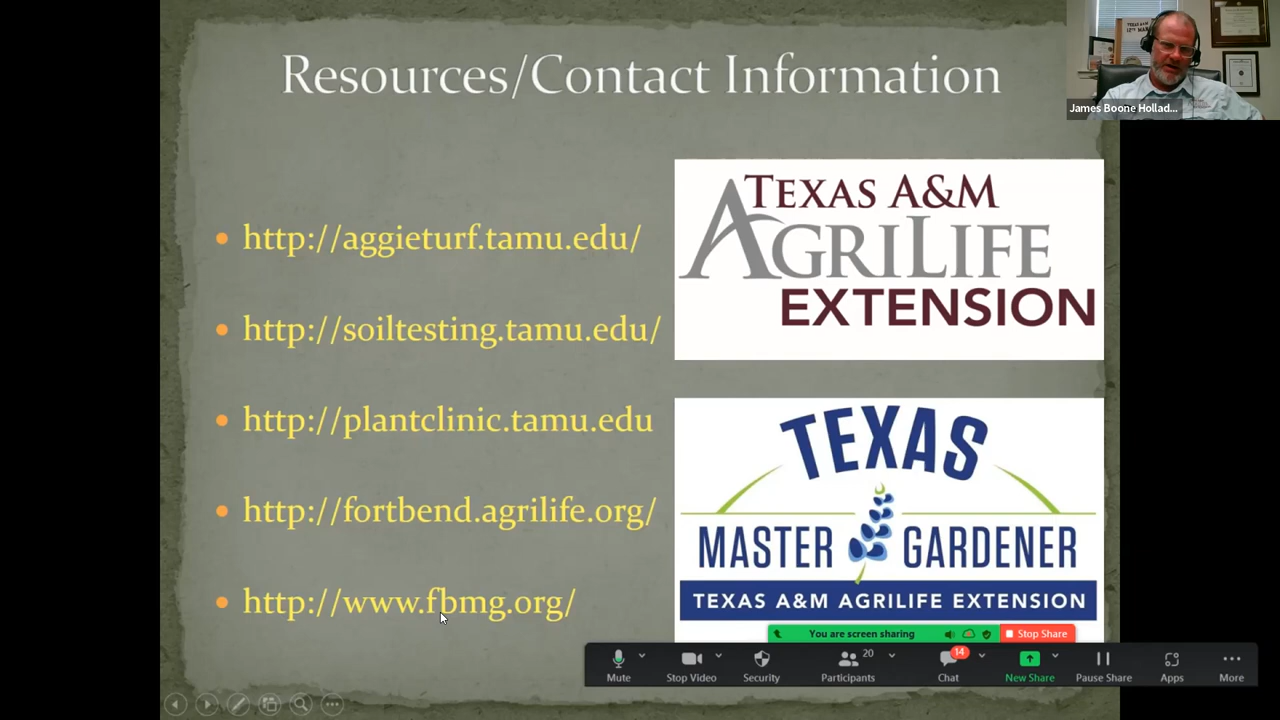 Resources/Contact Information
James Boone Hollad...
http://aggieturf.tamu.edu/
http://soiltesting.tamu.edu/
http://plantclinic.tamu.edu
http://fortbend.agrilife.org/
http://www.fbmg.org/
TEXAS A&M
AGRILIFE
EXTENSION
TEXAS
MASTER GARDENER
TEXAS A&M AGRILIFE EXTENSION
You are screen sharing
Stop Share
20
14
Mute
Stop Video
Security
Participants
Chat
New Share
Pause Share
Apps
More